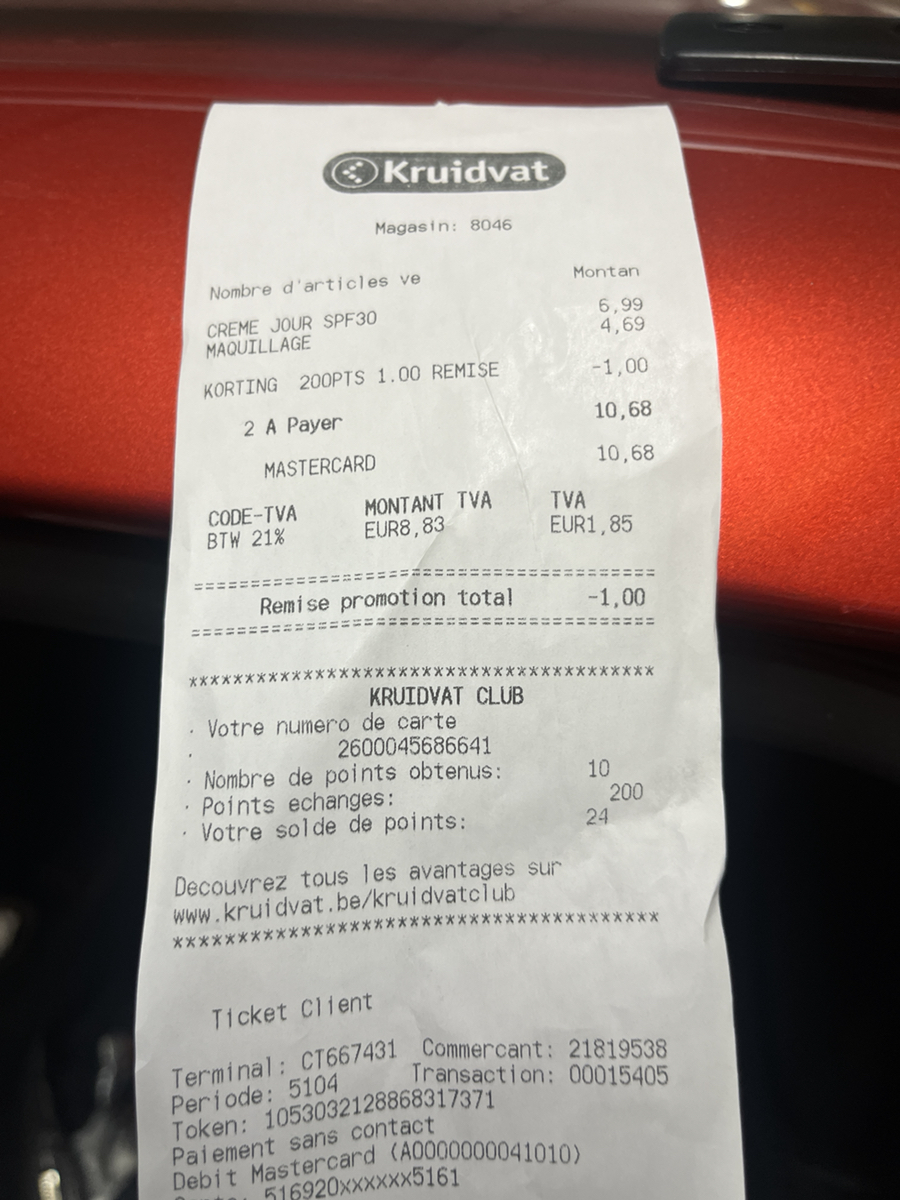 Kruidvat
Magasin: 8046
Nombre d'articles ve Montan
CREME JOUR SPF30 6,99
MAQUILLAGE 4,69
KORTING 200PTS 1.00 REMISE -1,00
2 A Payer 10,68
MASTERCARD 10,68
CODE-TVA MONTANT TVA TVA
BTW 21% EUR8,83 EUR1,85
==========================================
Remise promotion total -1,00
==========================================
******************************************
KRUIDVAT CLUB
· Votre numero de carte
· 2600045686641
· Nombre de points obtenus: 10
· Points echanges: 200
· Votre solde de points: 24
Decouvrez tous les avantages sur
www.kruidvat.be/kruidvatclub
******************************************
Ticket Client
Terminal: CT667431 Commercant: 21819538
Periode: 5104 Transaction: 00015405
Token: 1053032128868317371
Paiement sans contact
Debit Mastercard (A0000000041010)
516920xxxxxx5161